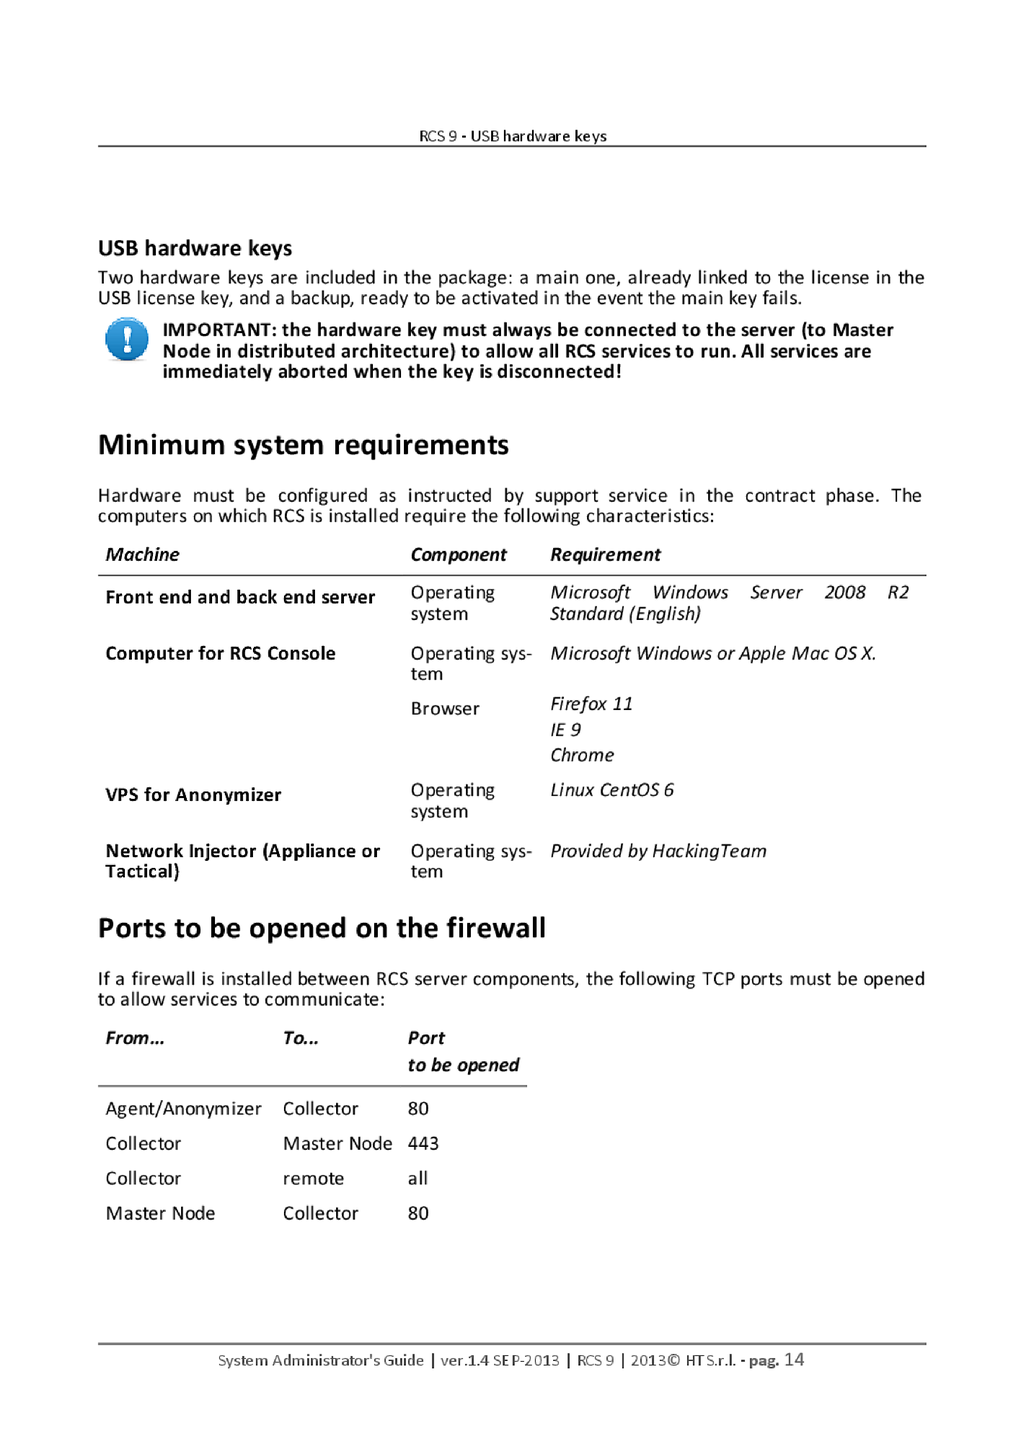 RCS 9 - USB hardware keys
USB hardware keys
Two hardware keys are included in the package: a main one, already linked to the license in the
USB license key, and a backup, ready to be activated in the event the main key fails.
IMPORTANT: the hardware key must always be connected to the server (to Master
Node in distributed architecture) to allow all RCS services to run. All services are
immediately aborted when the key is disconnected!
Minimum system requirements
Hardware must be configured as instructed by support service in the contract phase. The
computers on which RCS is installed require the following characteristics:
Machine Component Requirement
Front end and back end server Operating Microsoft Windows Server 2008 R2
system Standard (English)
Computer for RCS Console Operating sys- Microsoft Windows or Apple Mac OS X.
tem
Browser Firefox 11
IE 9
Chrome
VPS for Anonymizer Operating Linux CentOS 6
system
Network Injector (Appliance or Operating sys- Provided by HackingTeam
Tactical) tem
Ports to be opened on the firewall
If a firewall is installed between RCS server components, the following TCP ports must be opened
to allow services to communicate:
From... To... Port
to be opened
Agent/Anonymizer Collector 80
Collector Master Node 443
Collector remote all
Master Node Collector 80
System Administrator's Guide | ver.1.4 SEP-2013 | RCS 9 | 2013© HT S.r.l. - pag. 14